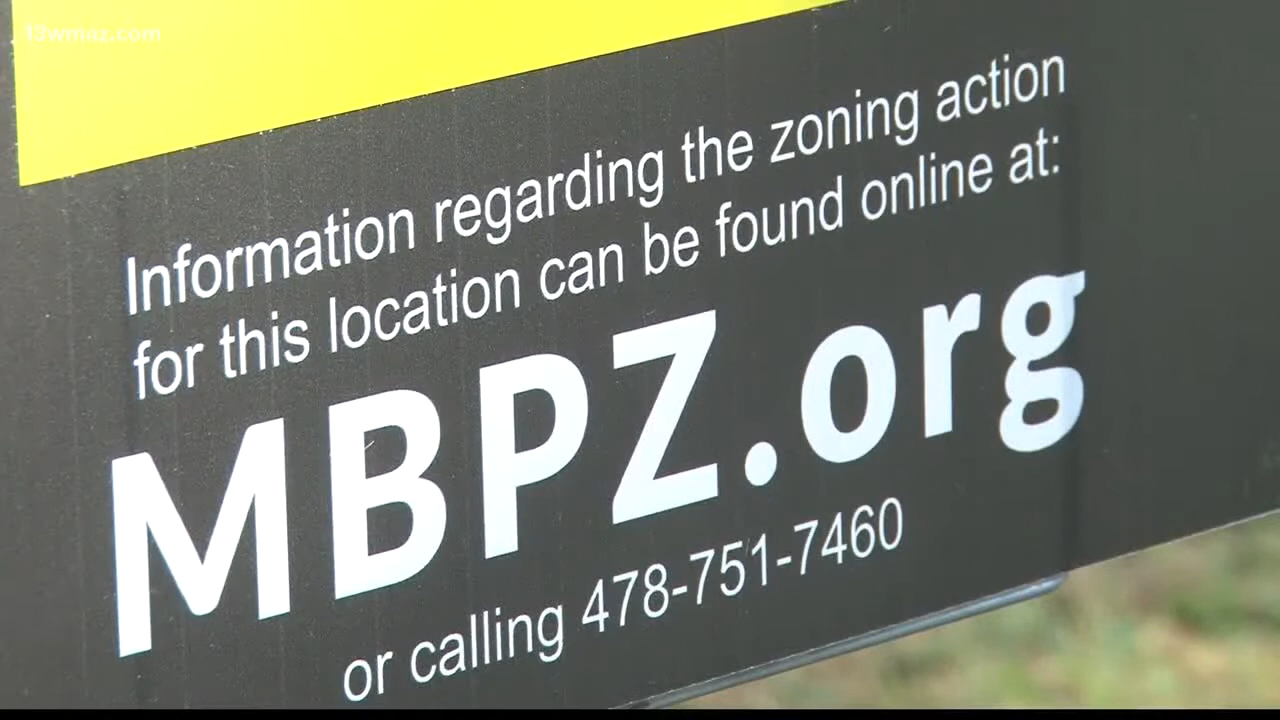 13wmaz.com
Information regarding the zoning action
for this location can be found online at:
MBPZ.org
or calling 478-751-7460